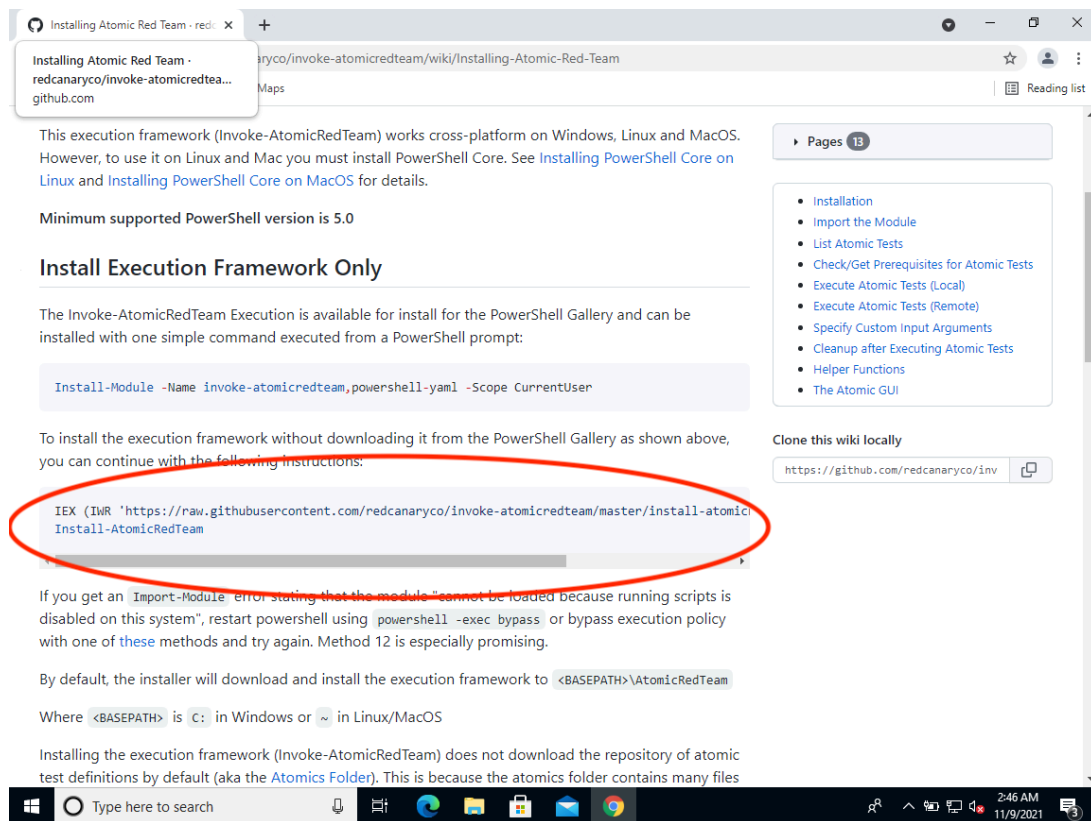 Installing Atomic Red Team · redc
Installing Atomic Red Team ·
redcanaryco/invoke-atomicredtea...
github.com
aryco/invoke-atomicredteam/wiki/Installing-Atomic-Red-Team
Maps
Reading list
This execution framework (Invoke-AtomicRedTeam) works cross-platform on Windows, Linux and MacOS.
However, to use it on Linux and Mac you must install PowerShell Core. See Installing PowerShell Core on
Linux and Installing PowerShell Core on MacOS for details.
Minimum supported PowerShell version is 5.0
Install Execution Framework Only
The Invoke-AtomicRedTeam Execution is available for install for the PowerShell Gallery and can be
installed with one simple command executed from a PowerShell prompt:
Install-Module -Name invoke-atomicredteam,powershell-yaml -Scope CurrentUser
To install the execution framework without downloading it from the PowerShell Gallery as shown above,
you can continue with the following instructions:
IEX (IWR 'https://raw.githubusercontent.com/redcanaryco/invoke-atomicredteam/master/install-atomic
Install-AtomicRedTeam
If you get an Import-Module error stating that the module "cannot be loaded because running scripts is
disabled on this system", restart powershell using powershell -exec bypass or bypass execution policy
with one of these methods and try again. Method 12 is especially promising.
By default, the installer will download and install the execution framework to <BASEPATH>\AtomicRedTeam
Where <BASEPATH> is C: in Windows or ~ in Linux/MacOS
Installing the execution framework (Invoke-AtomicRedTeam) does not download the repository of atomic
test definitions by default (aka the Atomics Folder). This is because the atomics folder contains many files
Pages 13
Installation
Import the Module
List Atomic Tests
Check/Get Prerequisites for Atomic Tests
Execute Atomic Tests (Local)
Execute Atomic Tests (Remote)
Specify Custom Input Arguments
Cleanup after Executing Atomic Tests
Helper Functions
The Atomic GUI
Clone this wiki locally
https://github.com/redcanaryco/inv
Type here to search
2:46 AM
11/9/2021
3